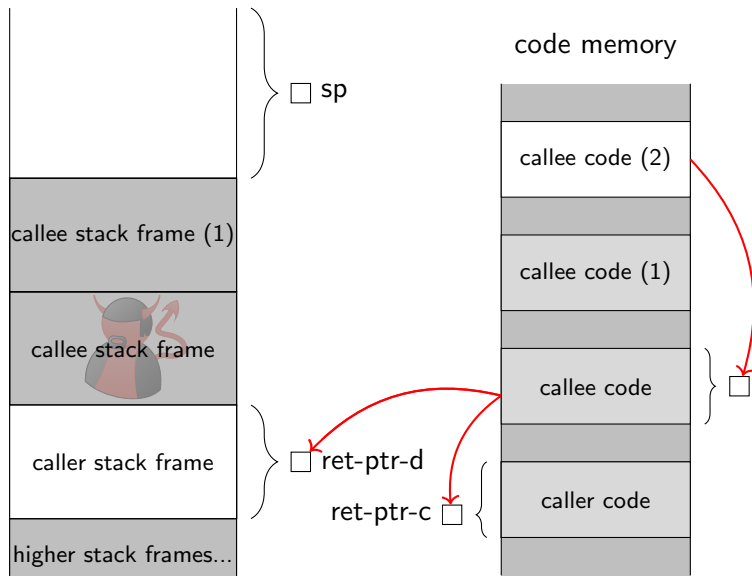 sp
callee stack frame (1)
callee stack frame
caller stack frame
ret-ptr-d
higher stack frames...
code memory
callee code (2)
callee code (1)
callee code
ret-ptr-c
caller code